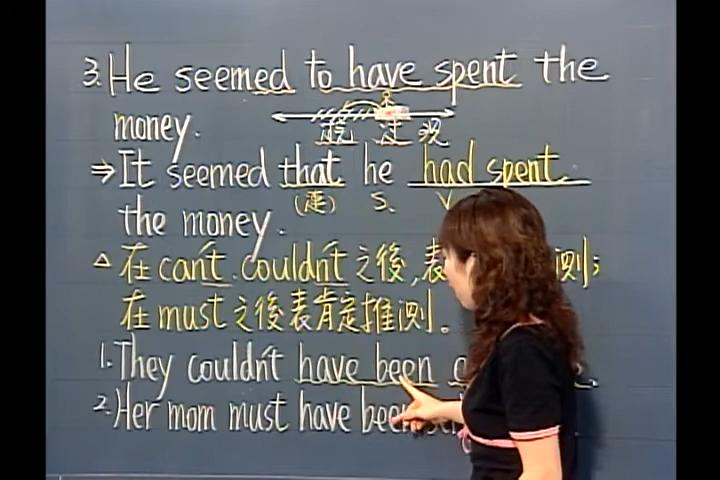 3. He seemed to have spent the
money.
過 現
⇒ It seemed that he had spent
(連) S. V
the money.
△ 在 can't. couldn't 之後, 表 測;
在 must 之後表肯定推測。
1. They couldn't have been
2. Her mom must have been